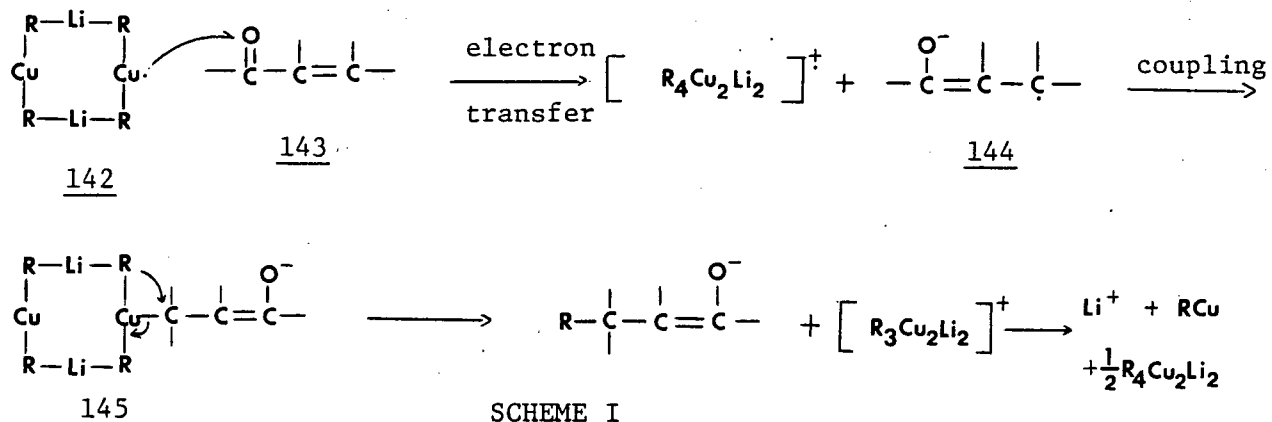 R—Li—R O electron O⁻ coupling
Cu Cu· —C—C=C— ⟶ [ R₄Cu₂Li₂ ]⁺· + —C=C—Ċ— ⟶
R—Li—R 143 transfer 144
142
R—Li—R O⁻ O⁻ Li⁺ + RCu
Cu Cu—C—C=C— ⟶ R—C—C=C— + [ R₃Cu₂Li₂ ]⁺ ⟶
R—Li—R +½R₄Cu₂Li₂
145 SCHEME I